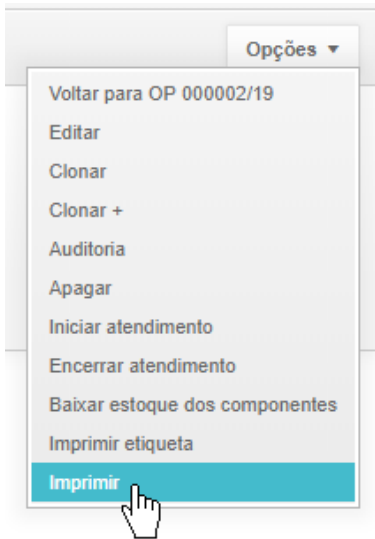 Opções ▼
Voltar para OP 000002/19
Editar
Clonar
Clonar +
Auditoria
Apagar
Iniciar atendimento
Encerrar atendimento
Baixar estoque dos componentes
Imprimir etiqueta
Imprimir